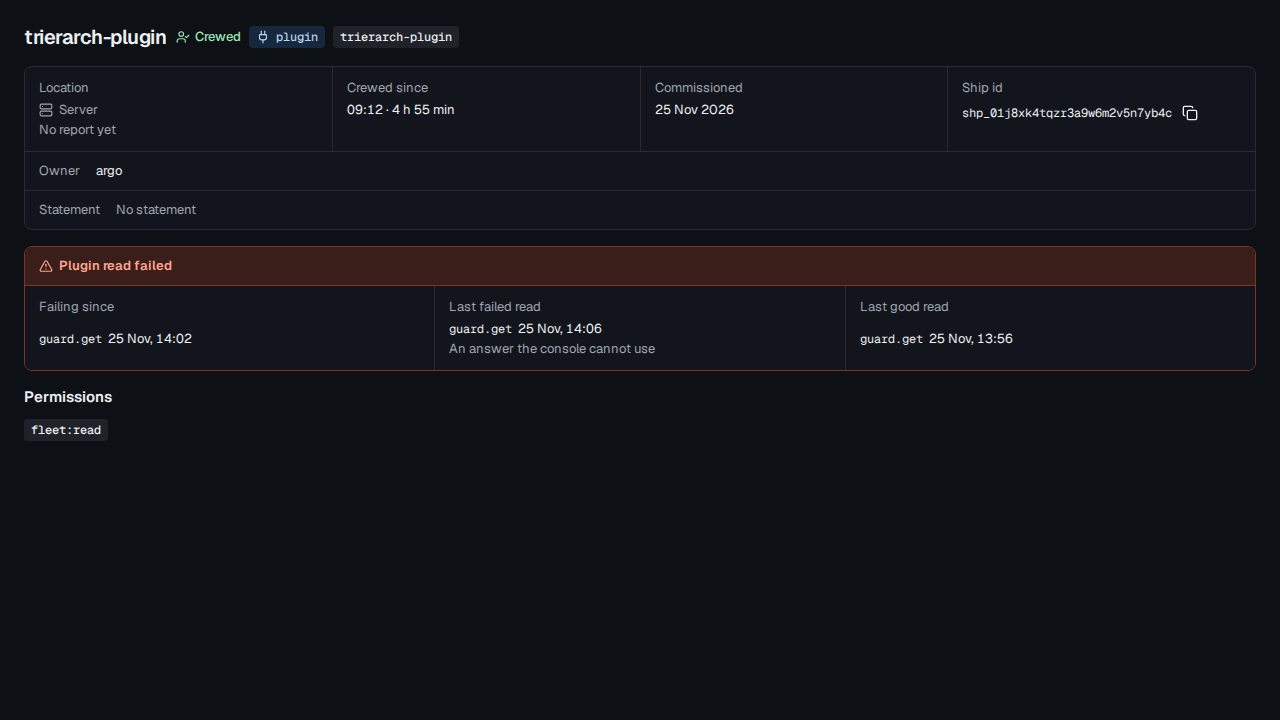 trierarch-plugin Crewed plugin trierarch-plugin
Location
Server
No report yet
Crewed since
09:12 · 4 h 55 min
Commissioned
25 Nov 2026
Ship id
shp_01j8xk4tqzr3a9w6m2v5n7yb4c
Owner argo
Statement No statement
Plugin read failed
Failing since
guard.get 25 Nov, 14:02
Last failed read
guard.get 25 Nov, 14:06
An answer the console cannot use
Last good read
guard.get 25 Nov, 13:56
Permissions
fleet:read